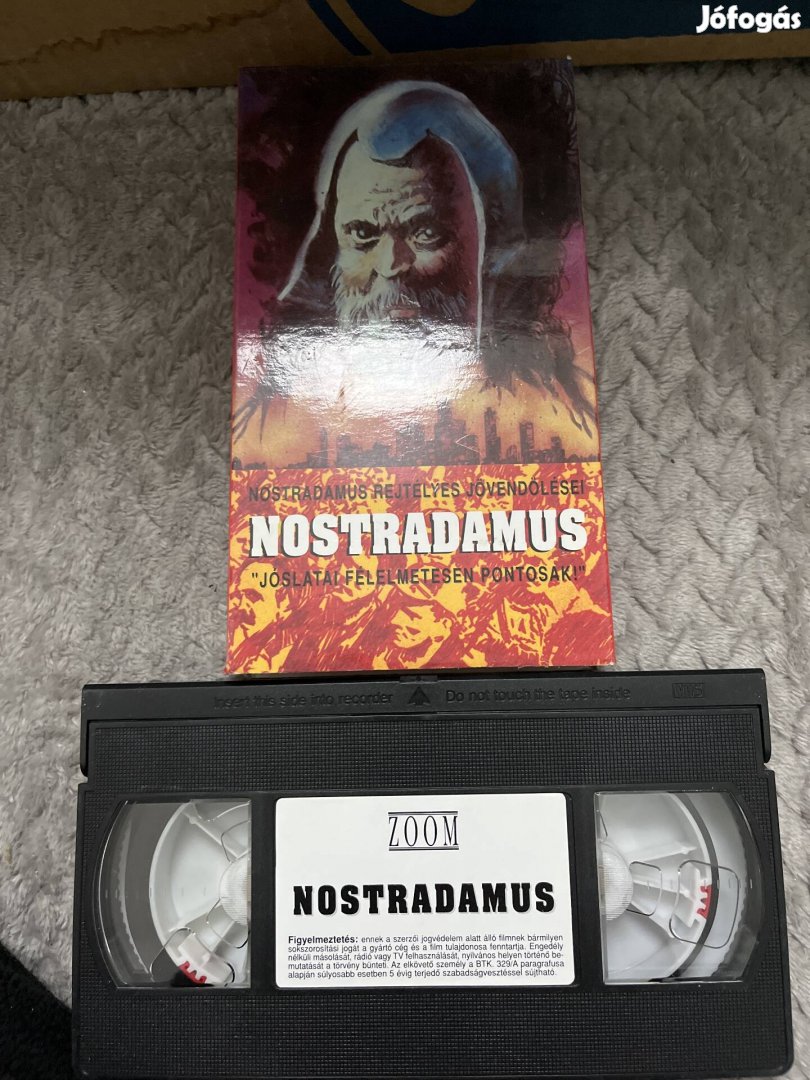 Jófogás
NOSTRADAMUS REJTÉLYES JÖVENDÖLÉSEI
NOSTRADAMUS
"JÓSLATAI FÉLELMETESEN PONTOSAK!"
Insert this side into recorder Do not touch the tape inside VHS
ZOOM
NOSTRADAMUS
Figyelmeztetés: ennek a szerzői jogvédelem alatt álló filmnek bármilyen
sokszorosítási jogát a gyártó cég és a film tulajdonosa fenntartja. Engedély
nélküli másolását, rádió vagy TV felhasználását, nyilvános helyen történő be-
mutatását a törvény bünteti. Az elkövető személy a BTK. 329/A paragrafusa
alapján súlyosabb esetben 5 évig terjedő szabadságvesztéssel sújtható.